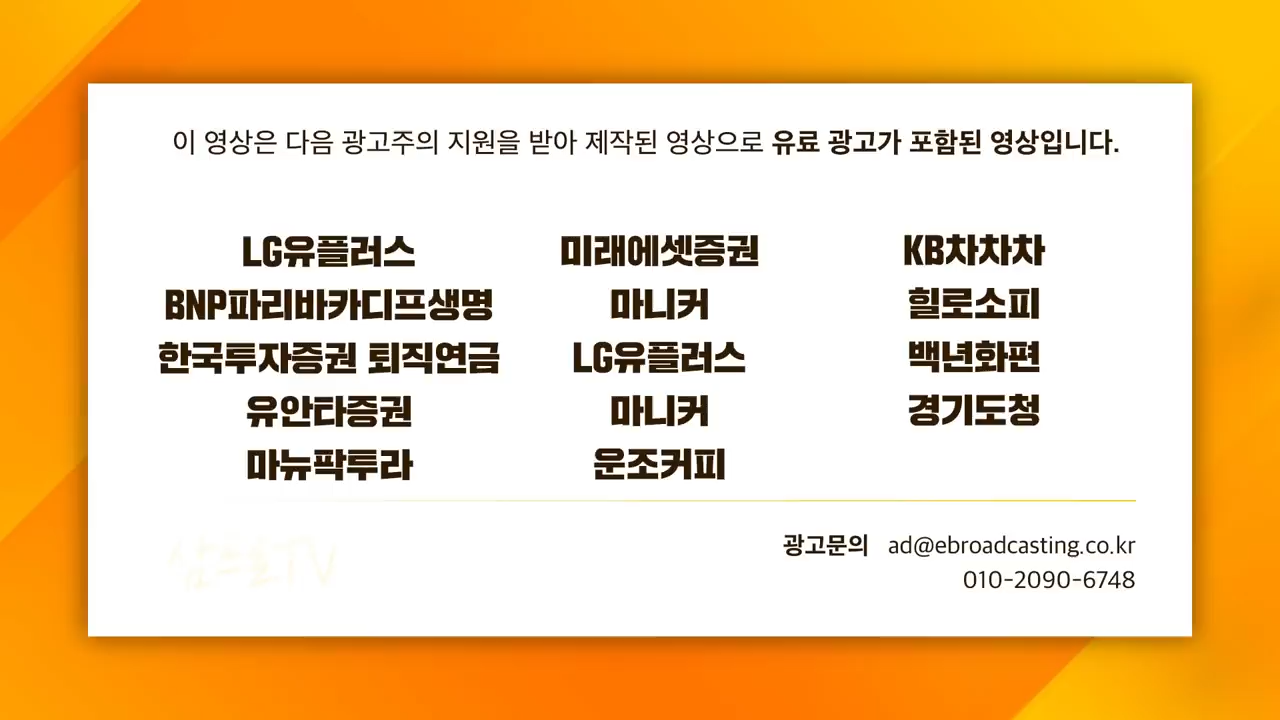 이 영상은 다음 광고주의 지원을 받아 제작된 영상으로 유료 광고가 포함된 영상입니다.
LG유플러스 미래에셋증권 KB차차차
BNP파리바카디프생명 마니커 힐로소피
한국투자증권 퇴직연금 LG유플러스 백년화편
유안타증권 마니커 경기도청
마뉴팍투라 운조커피
광고문의 ad@ebroadcasting.co.kr
010-2090-6748